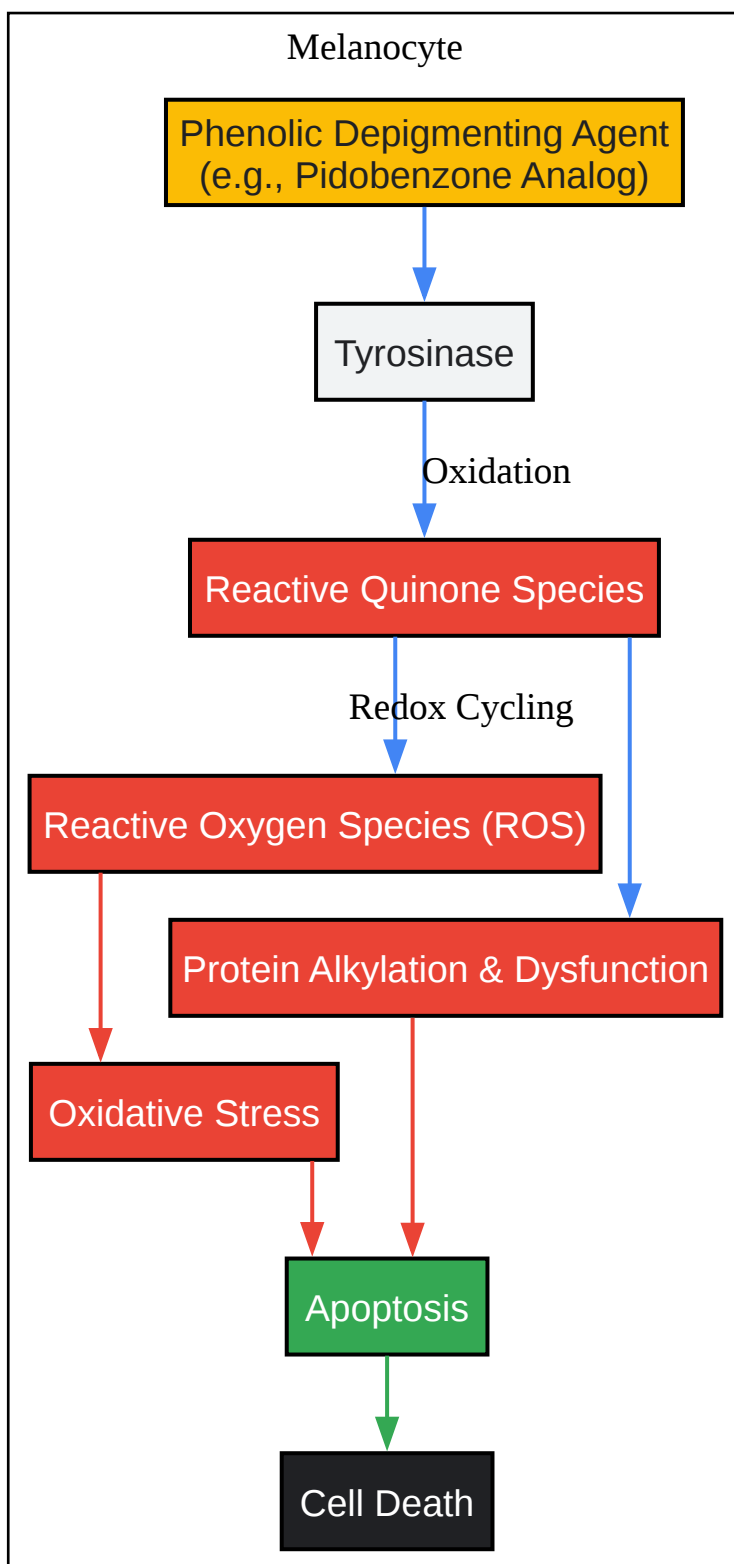 Melanocyte
Phenolic Depigmenting Agent
(e.g., Pidobenzone Analog)
Tyrosinase
Oxidation
Reactive Quinone Species
Redox Cycling
Reactive Oxygen Species (ROS)
Protein Alkylation & Dysfunction
Oxidative Stress
Apoptosis
Cell Death